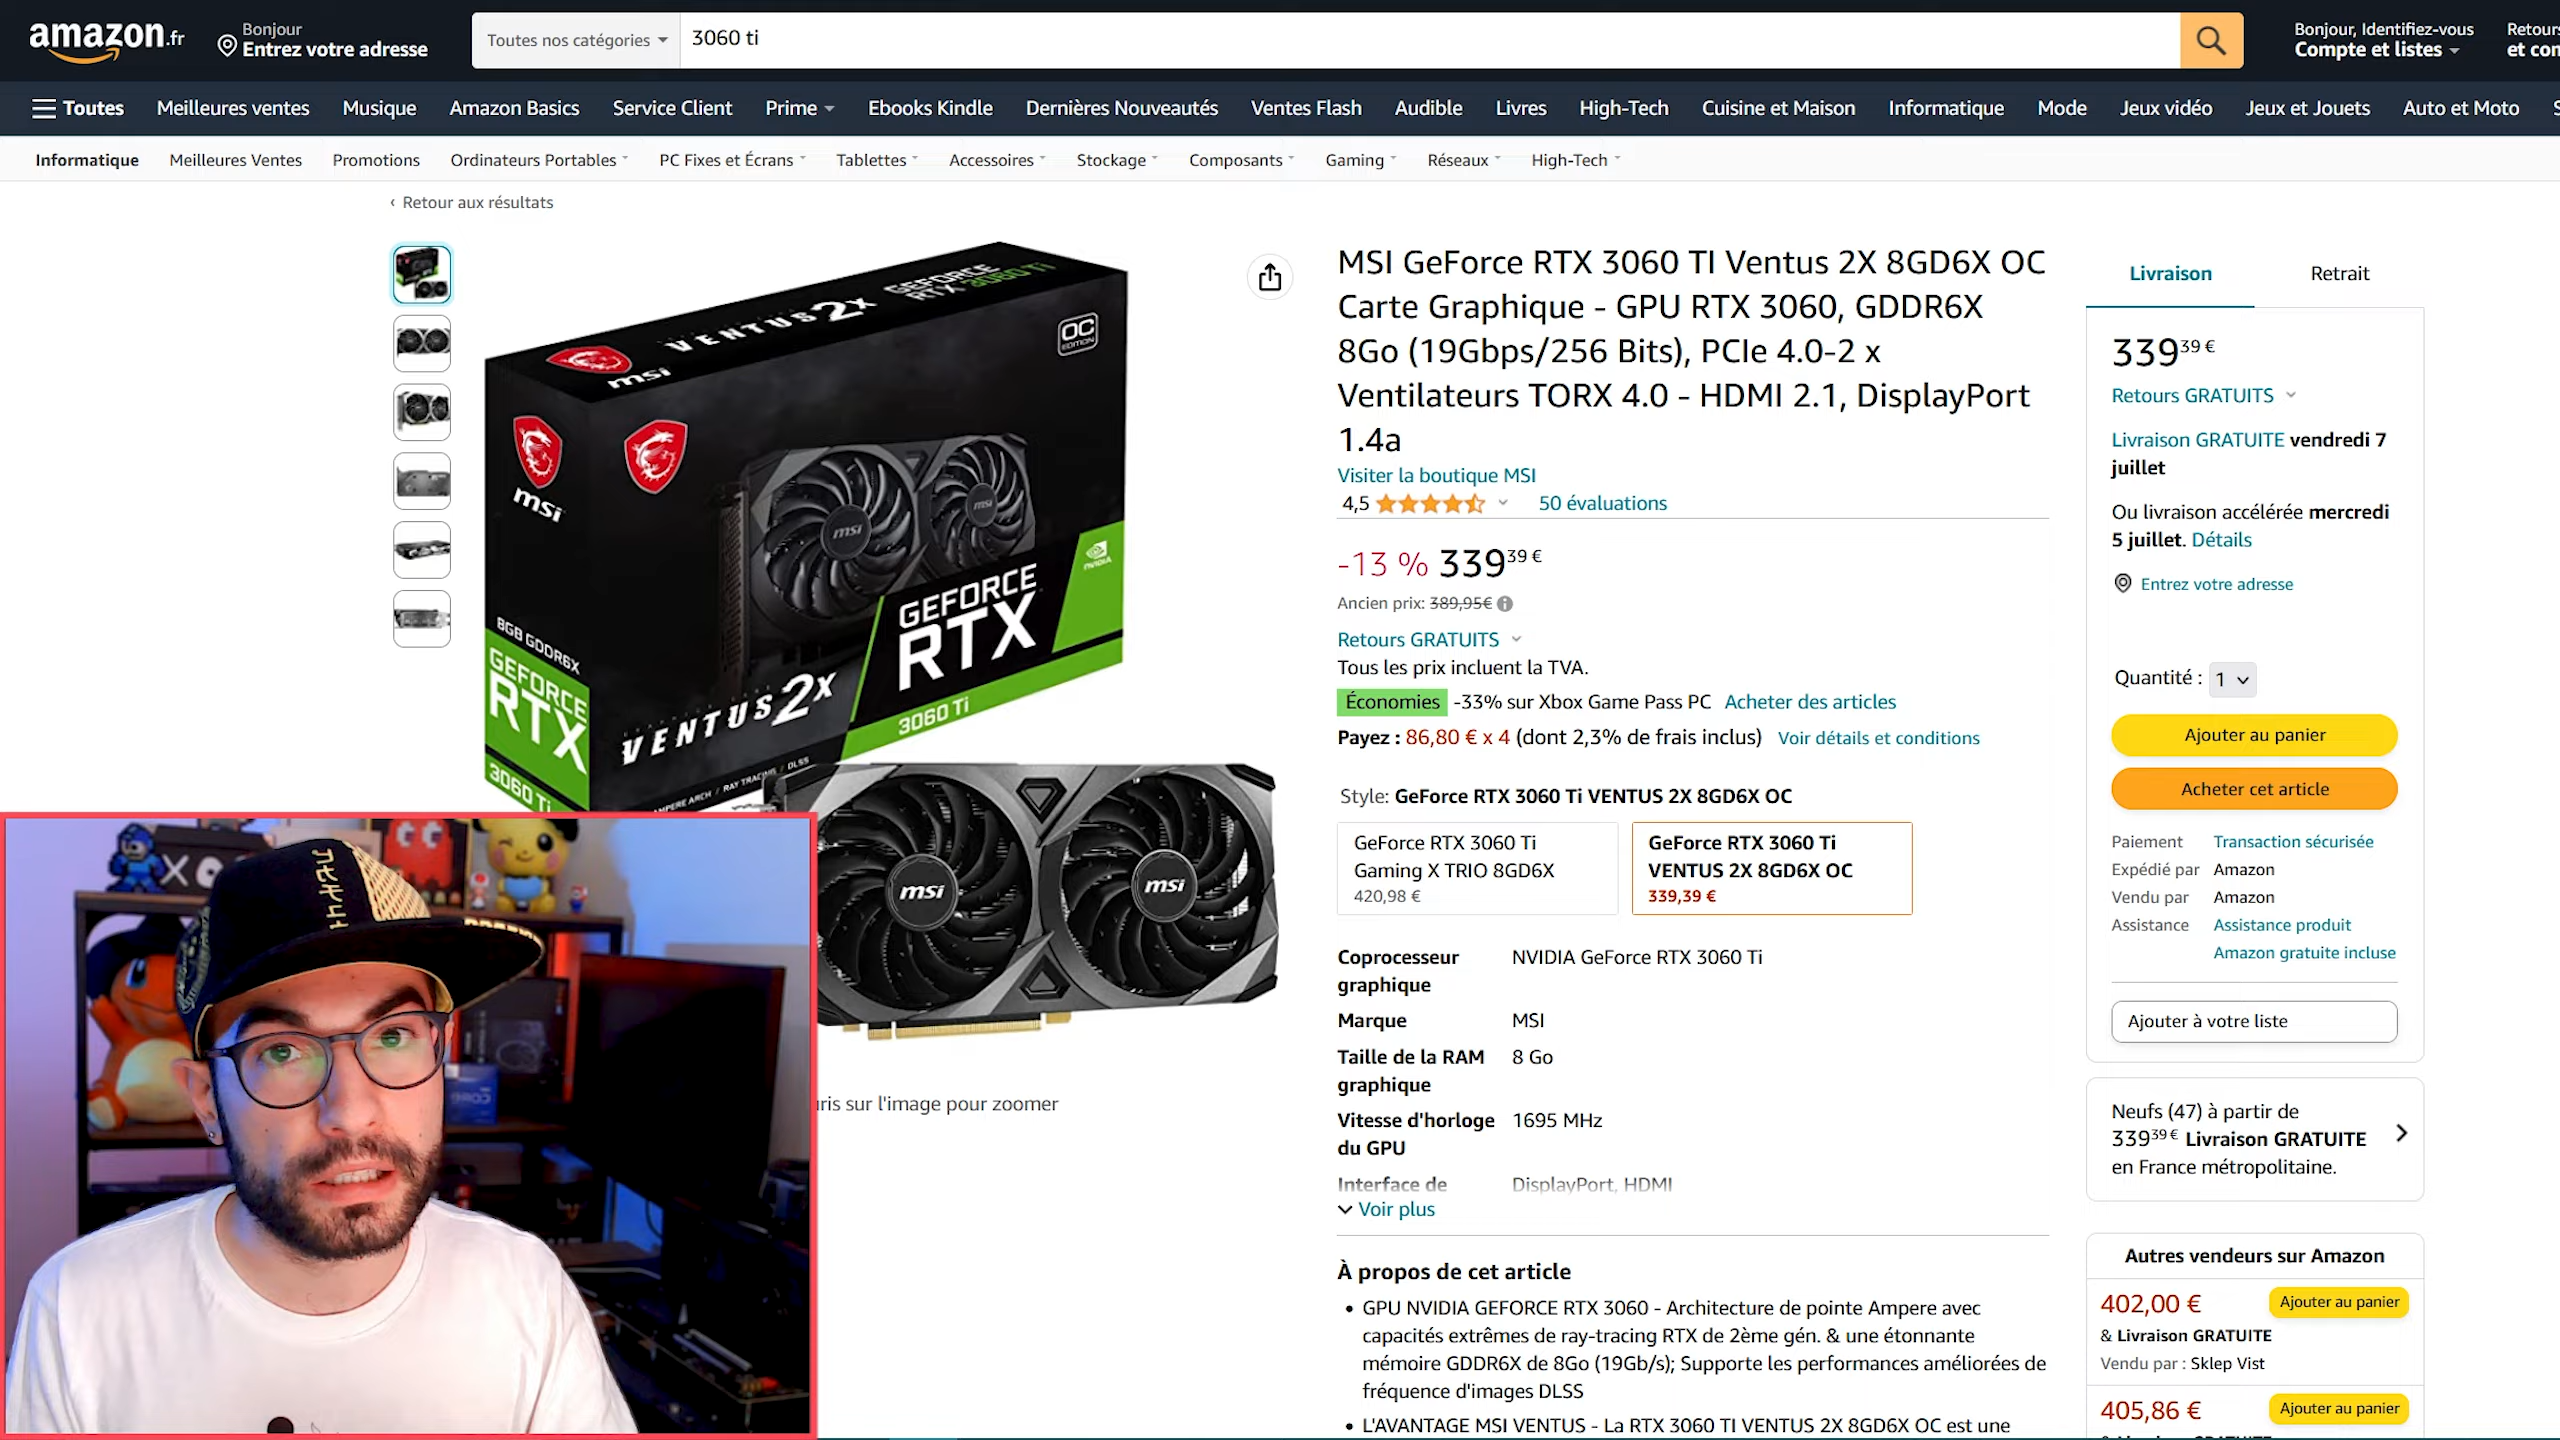 amazon.fr
Bonjour
Entrez votre adresse
Toutes nos catégories
3060 ti
Bonjour, Identifiez-vous
Compte et listes
Retours
Toutes
Meilleures ventes
Musique
Amazon Basics
Service Client
Prime
Ebooks Kindle
Dernières Nouveautés
Ventes Flash
Audible
Livres
High-Tech
Cuisine et Maison
Informatique
Mode
Jeux vidéo
Jeux et Jouets
Auto et Moto
Informatique
Meilleures Ventes
Promotions
Ordinateurs Portables
PC Fixes et Écrans
Tablettes
Accessoires
Stockage
Composants
Gaming
Réseaux
High-Tech
‹ Retour aux résultats
VENTUS 2X
GEFORCE
RTX 3060 Ti
OC
EDITION
msi
msi
msi
msi
NVIDIA
8GB GDDR6X
GEFORCE
RTX
3060 Ti
VENTUS 2X
GEFORCE
RTX
3060 Ti
AMPERE ARCH / RAY TRACING / DLSS
msi
msi
uris sur l'image pour zoomer
MSI GeForce RTX 3060 TI Ventus 2X 8GD6X OC
Carte Graphique - GPU RTX 3060, GDDR6X
8Go (19Gbps/256 Bits), PCIe 4.0-2 x
Ventilateurs TORX 4.0 - HDMI 2.1, DisplayPort
1.4a
Visiter la boutique MSI
4,5
50 évaluations
-13 % 339,39 €
Ancien prix: 389,95€
Retours GRATUITS
Tous les prix incluent la TVA.
Économies -33% sur Xbox Game Pass PC Acheter des articles
Payez : 86,80 € x 4 (dont 2,3% de frais inclus) Voir détails et conditions
Style: GeForce RTX 3060 Ti VENTUS 2X 8GD6X OC
GeForce RTX 3060 Ti
Gaming X TRIO 8GD6X
420,98 €
GeForce RTX 3060 Ti
VENTUS 2X 8GD6X OC
339,39 €
Coprocesseur
graphique
NVIDIA GeForce RTX 3060 Ti
Marque
MSI
Taille de la RAM
graphique
8 Go
Vitesse d'horloge
du GPU
1695 MHz
Interface de
DisplayPort, HDMI
Voir plus
À propos de cet article
• GPU NVIDIA GEFORCE RTX 3060 - Architecture de pointe Ampere avec
capacités extrêmes de ray-tracing RTX de 2ème gén. & une étonnante
mémoire GDDR6X de 8Go (19Gb/s); Supporte les performances améliorées de
fréquence d'images DLSS
• L'AVANTAGE MSI VENTUS - La RTX 3060 TI VENTUS 2X 8GD6X OC est une
Livraison
Retrait
339,39 €
Retours GRATUITS
Livraison GRATUITE vendredi 7
juillet
Ou livraison accélérée mercredi
5 juillet. Détails
Entrez votre adresse
Quantité : 1
Ajouter au panier
Acheter cet article
Paiement Transaction sécurisée
Expédié par Amazon
Vendu par Amazon
Assistance Assistance produit
Amazon gratuite incluse
Ajouter à votre liste
Neufs (47) à partir de
339,39 € Livraison GRATUITE
en France métropolitaine.
Autres vendeurs sur Amazon
402,00 €
Ajouter au panier
& Livraison GRATUITE
Vendu par : Sklep Vist
405,86 €
Ajouter au panier